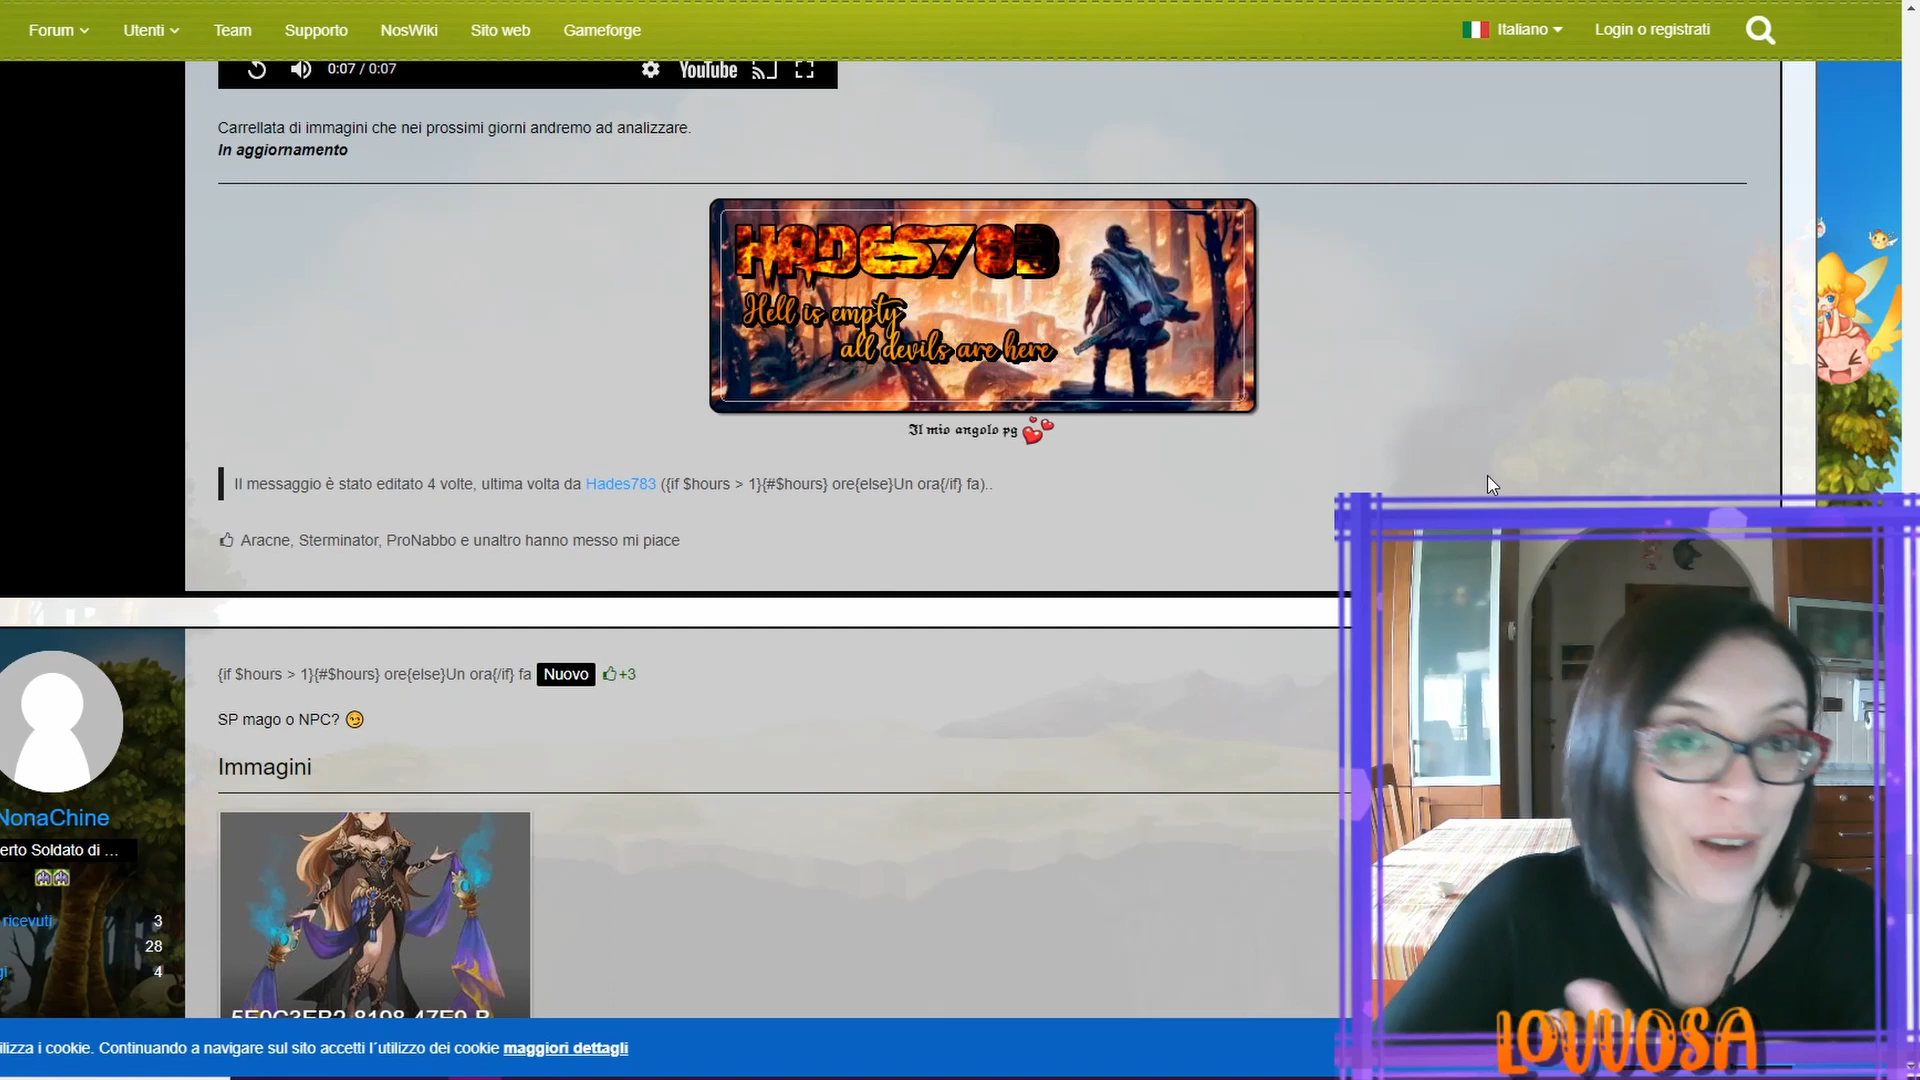 Forum Utenti Team Supporto NosWiki Sito web Gameforge Italiano Login o registrati
0:07 / 0:07 YouTube
Carrellata di immagini che nei prossimi giorni andremo ad analizzare.
In aggiornamento
HADES783
Hell is empty
all devils are here
Il mio angolo pg
Il messaggio è stato editato 4 volte, ultima volta da Hades783 ({if $hours > 1}{#$hours} ore{else}Un ora{/if} fa)..
Aracne, Sterminator, ProNabbo e unaltro hanno messo mi piace
{if $hours > 1}{#$hours} ore{else}Un ora{/if} fa Nuovo +3
SP mago o NPC?
Immagini
NonaChine
erto Soldato di ...
ricevuti 3
28
gi 4
lizza i cookie. Continuando a navigare sul sito accetti l´utilizzo dei cookie maggiori dettagli
LOVVOSA